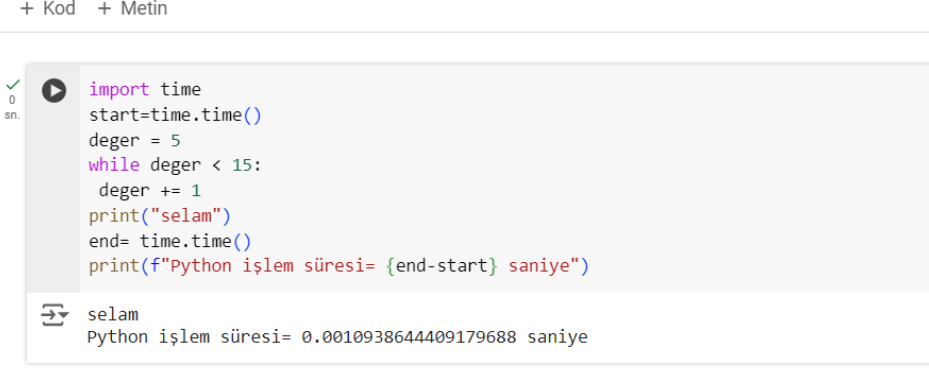 + Kod + Metin
0
sn.
import time
start=time.time()
deger = 5
while deger < 15:
 deger += 1
print("selam")
end= time.time()
print(f"Python işlem süresi= {end-start} saniye")
selam
Python işlem süresi= 0.0010938644409179688 saniye